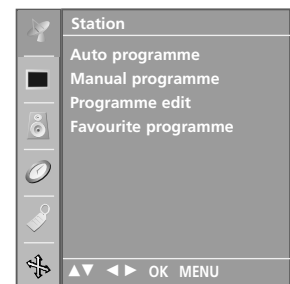 Station
Auto programme
Manual programme
Programme edit
Favourite programme
▲▼ ◄► OK MENU